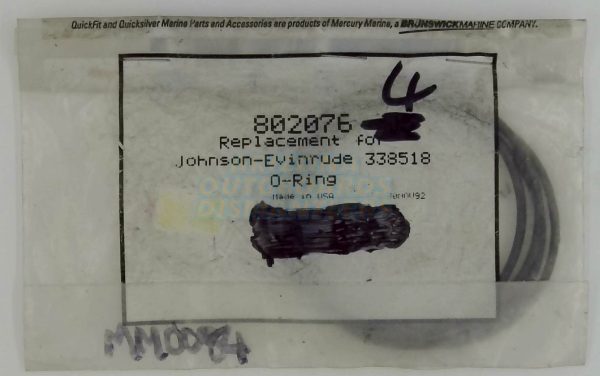 QuickFit and Quicksilver Marine Parts and Accessories are products of Mercury Marine, a BRUNSWICK MARINE COMPANY.
4
802076
Replacement for
Johnson-Evinrude 338518
O-Ring
Made in USA
MM0084